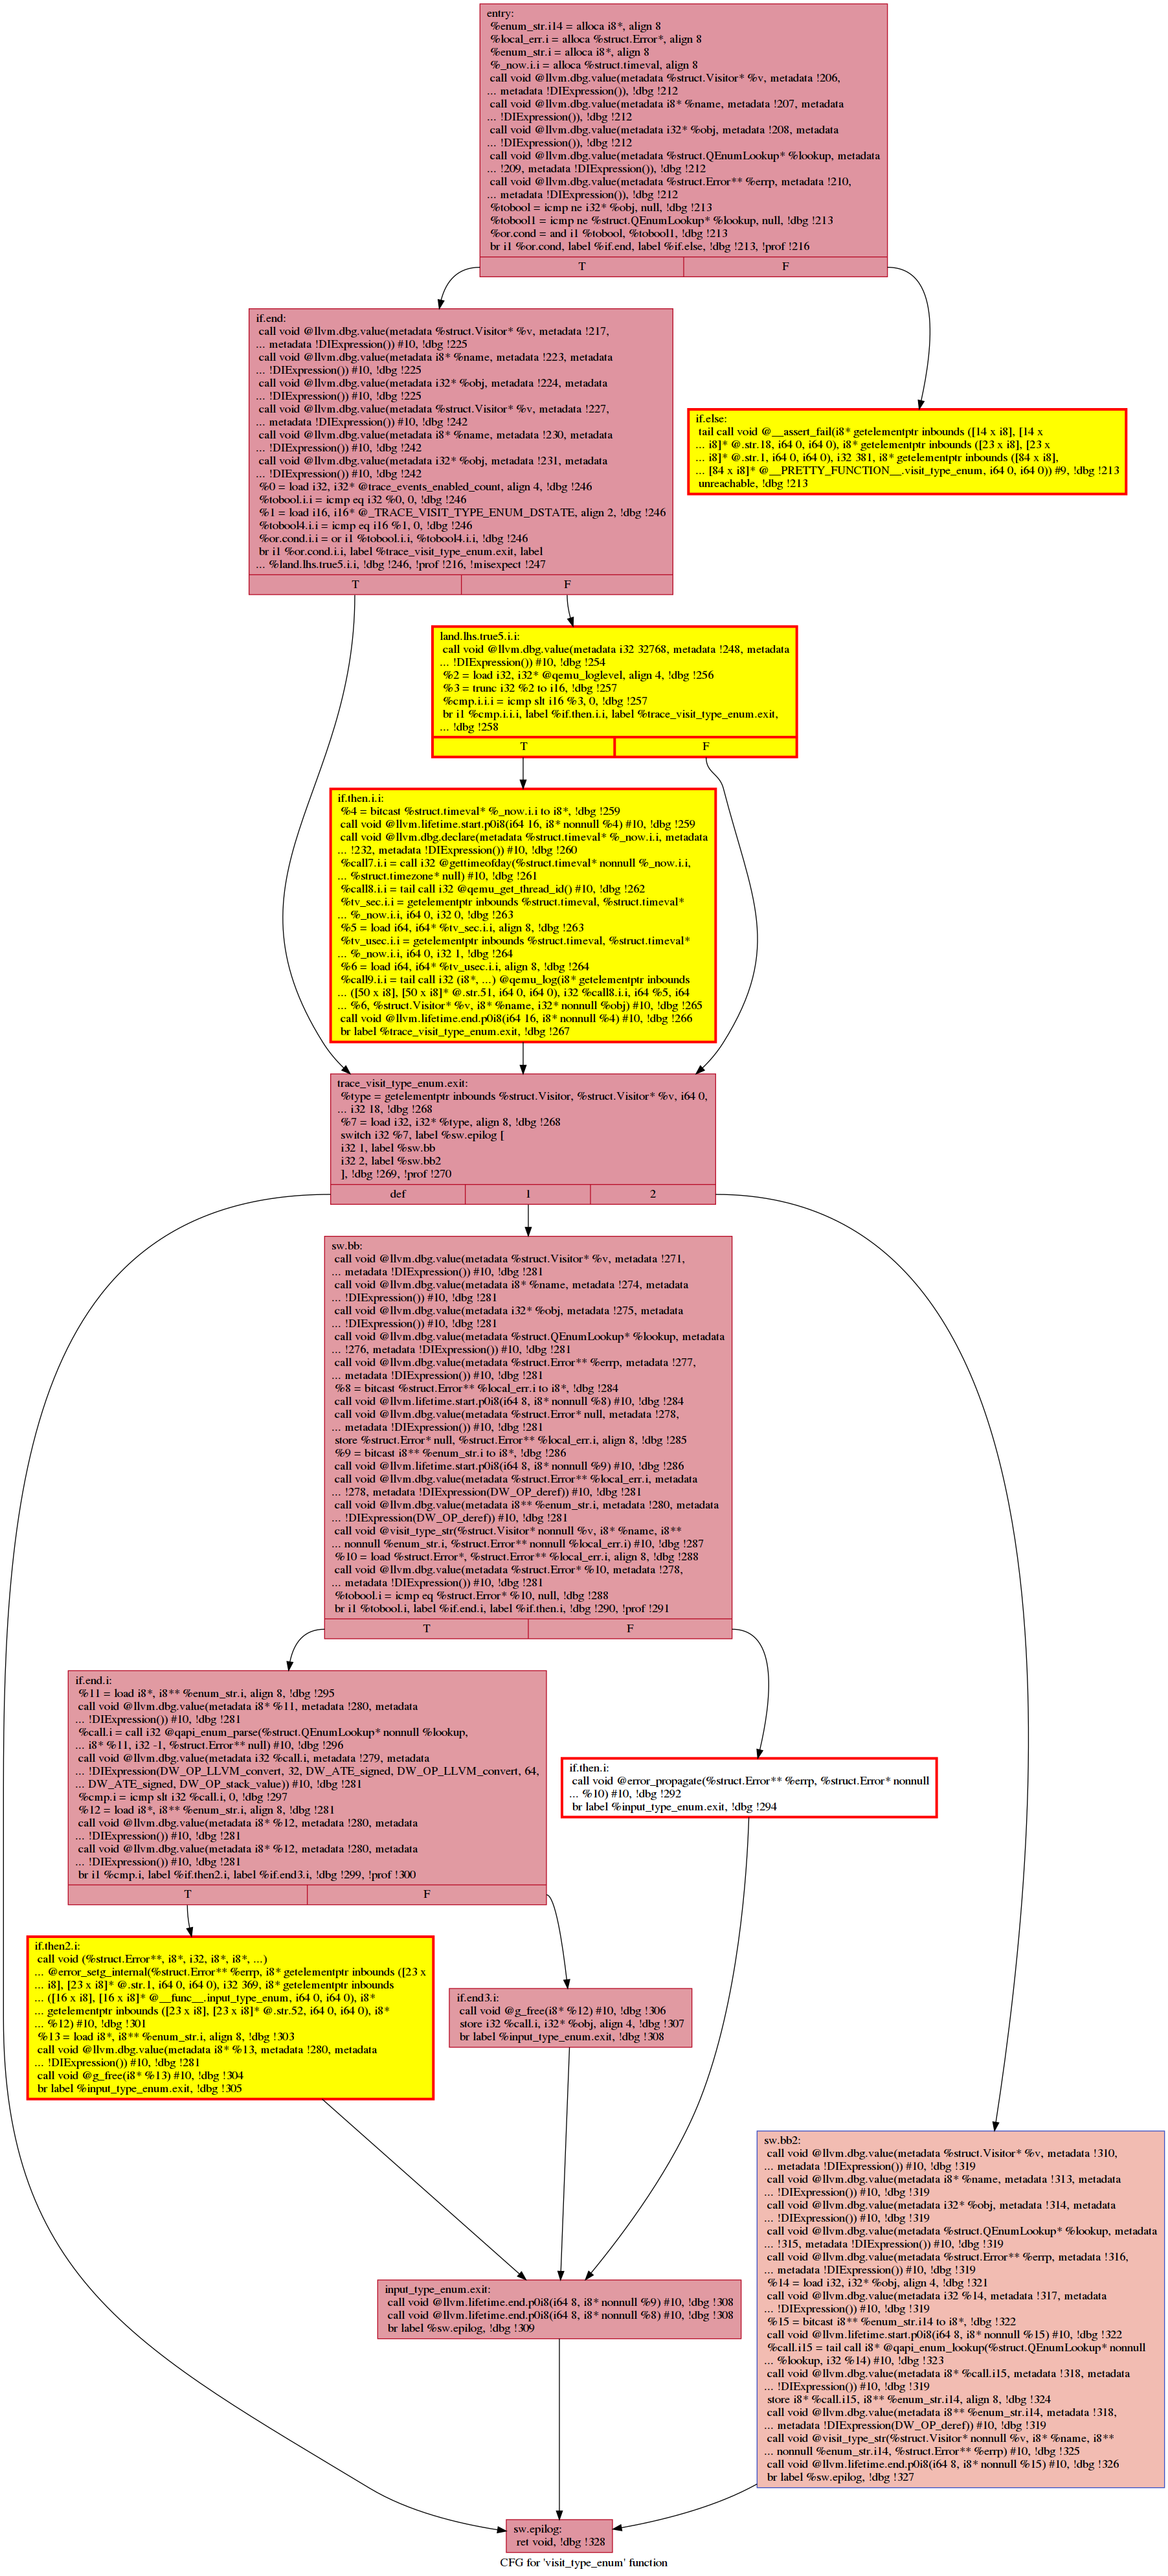 entry:
%enum_str.i14 = alloca i8*, align 8
%local_err.i = alloca %struct.Error*, align 8
%enum_str.i = alloca i8*, align 8
%_now.i.i = alloca %struct.timeval, align 8
call void @llvm.dbg.value(metadata %struct.Visitor* %v, metadata !206,
... metadata !DIExpression()), !dbg !212
call void @llvm.dbg.value(metadata i8* %name, metadata !207, metadata
... !DIExpression()), !dbg !212
call void @llvm.dbg.value(metadata i32* %obj, metadata !208, metadata
... !DIExpression()), !dbg !212
call void @llvm.dbg.value(metadata %struct.QEnumLookup* %lookup, metadata
... !209, metadata !DIExpression()), !dbg !212
call void @llvm.dbg.value(metadata %struct.Error** %errp, metadata !210,
... metadata !DIExpression()), !dbg !212
%tobool = icmp ne i32* %obj, null, !dbg !213
%tobool1 = icmp ne %struct.QEnumLookup* %lookup, null, !dbg !213
%or.cond = and i1 %tobool, %tobool1, !dbg !213
br i1 %or.cond, label %if.end, label %if.else, !dbg !213, !prof !216
T F
if.end:
call void @llvm.dbg.value(metadata %struct.Visitor* %v, metadata !217,
... metadata !DIExpression()) #10, !dbg !225
call void @llvm.dbg.value(metadata i8* %name, metadata !223, metadata
... !DIExpression()) #10, !dbg !225
call void @llvm.dbg.value(metadata i32* %obj, metadata !224, metadata
... !DIExpression()) #10, !dbg !225
call void @llvm.dbg.value(metadata %struct.Visitor* %v, metadata !227,
... metadata !DIExpression()) #10, !dbg !242
call void @llvm.dbg.value(metadata i8* %name, metadata !230, metadata
... !DIExpression()) #10, !dbg !242
call void @llvm.dbg.value(metadata i32* %obj, metadata !231, metadata
... !DIExpression()) #10, !dbg !242
%0 = load i32, i32* @trace_events_enabled_count, align 4, !dbg !246
%tobool.i.i = icmp eq i32 %0, 0, !dbg !246
%1 = load i16, i16* @_TRACE_VISIT_TYPE_ENUM_DSTATE, align 2, !dbg !246
%tobool4.i.i = icmp eq i16 %1, 0, !dbg !246
%or.cond.i.i = or i1 %tobool.i.i, %tobool4.i.i, !dbg !246
br i1 %or.cond.i.i, label %trace_visit_type_enum.exit, label
... %land.lhs.true5.i.i, !dbg !246, !prof !216, !misexpect !247
T F
if.else:
tail call void @__assert_fail(i8* getelementptr inbounds ([14 x i8], [14 x
... i8]* @.str.18, i64 0, i64 0), i8* getelementptr inbounds ([23 x i8], [23 x
... i8]* @.str.1, i64 0, i64 0), i32 381, i8* getelementptr inbounds ([84 x i8],
... [84 x i8]* @__PRETTY_FUNCTION__.visit_type_enum, i64 0, i64 0)) #9, !dbg !213
unreachable, !dbg !213
land.lhs.true5.i.i:
call void @llvm.dbg.value(metadata i32 32768, metadata !248, metadata
... !DIExpression()) #10, !dbg !254
%2 = load i32, i32* @qemu_loglevel, align 4, !dbg !256
%3 = trunc i32 %2 to i16, !dbg !257
%cmp.i.i.i = icmp slt i16 %3, 0, !dbg !257
br i1 %cmp.i.i.i, label %if.then.i.i, label %trace_visit_type_enum.exit,
... !dbg !258
T F
if.then.i.i:
%4 = bitcast %struct.timeval* %_now.i.i to i8*, !dbg !259
call void @llvm.lifetime.start.p0i8(i64 16, i8* nonnull %4) #10, !dbg !259
call void @llvm.dbg.declare(metadata %struct.timeval* %_now.i.i, metadata
... !232, metadata !DIExpression()) #10, !dbg !260
%call7.i.i = call i32 @gettimeofday(%struct.timeval* nonnull %_now.i.i,
... %struct.timezone* null) #10, !dbg !261
%call8.i.i = tail call i32 @qemu_get_thread_id() #10, !dbg !262
%tv_sec.i.i = getelementptr inbounds %struct.timeval, %struct.timeval*
... %_now.i.i, i64 0, i32 0, !dbg !263
%5 = load i64, i64* %tv_sec.i.i, align 8, !dbg !263
%tv_usec.i.i = getelementptr inbounds %struct.timeval, %struct.timeval*
... %_now.i.i, i64 0, i32 1, !dbg !264
%6 = load i64, i64* %tv_usec.i.i, align 8, !dbg !264
%call9.i.i = tail call i32 (i8*, ...) @qemu_log(i8* getelementptr inbounds
... ([50 x i8], [50 x i8]* @.str.51, i64 0, i64 0), i32 %call8.i.i, i64 %5, i64
... %6, %struct.Visitor* %v, i8* %name, i32* nonnull %obj) #10, !dbg !265
call void @llvm.lifetime.end.p0i8(i64 16, i8* nonnull %4) #10, !dbg !266
br label %trace_visit_type_enum.exit, !dbg !267
trace_visit_type_enum.exit:
%type = getelementptr inbounds %struct.Visitor, %struct.Visitor* %v, i64 0,
... i32 18, !dbg !268
%7 = load i32, i32* %type, align 8, !dbg !268
switch i32 %7, label %sw.epilog [
i32 1, label %sw.bb
i32 2, label %sw.bb2
], !dbg !269, !prof !270
def 1 2
sw.bb:
call void @llvm.dbg.value(metadata %struct.Visitor* %v, metadata !271,
... metadata !DIExpression()) #10, !dbg !281
call void @llvm.dbg.value(metadata i8* %name, metadata !274, metadata
... !DIExpression()) #10, !dbg !281
call void @llvm.dbg.value(metadata i32* %obj, metadata !275, metadata
... !DIExpression()) #10, !dbg !281
call void @llvm.dbg.value(metadata %struct.QEnumLookup* %lookup, metadata
... !276, metadata !DIExpression()) #10, !dbg !281
call void @llvm.dbg.value(metadata %struct.Error** %errp, metadata !277,
... metadata !DIExpression()) #10, !dbg !281
%8 = bitcast %struct.Error** %local_err.i to i8*, !dbg !284
call void @llvm.lifetime.start.p0i8(i64 8, i8* nonnull %8) #10, !dbg !284
call void @llvm.dbg.value(metadata %struct.Error* null, metadata !278,
... metadata !DIExpression()) #10, !dbg !281
store %struct.Error* null, %struct.Error** %local_err.i, align 8, !dbg !285
%9 = bitcast i8** %enum_str.i to i8*, !dbg !286
call void @llvm.lifetime.start.p0i8(i64 8, i8* nonnull %9) #10, !dbg !286
call void @llvm.dbg.value(metadata %struct.Error** %local_err.i, metadata
... !278, metadata !DIExpression(DW_OP_deref)) #10, !dbg !281
call void @llvm.dbg.value(metadata i8** %enum_str.i, metadata !280, metadata
... !DIExpression(DW_OP_deref)) #10, !dbg !281
call void @visit_type_str(%struct.Visitor* nonnull %v, i8* %name, i8**
... nonnull %enum_str.i, %struct.Error** nonnull %local_err.i) #10, !dbg !287
%10 = load %struct.Error*, %struct.Error** %local_err.i, align 8, !dbg !288
call void @llvm.dbg.value(metadata %struct.Error* %10, metadata !278,
... metadata !DIExpression()) #10, !dbg !281
%tobool.i = icmp eq %struct.Error* %10, null, !dbg !288
br i1 %tobool.i, label %if.end.i, label %if.then.i, !dbg !290, !prof !291
T F
if.end.i:
%11 = load i8*, i8** %enum_str.i, align 8, !dbg !295
call void @llvm.dbg.value(metadata i8* %11, metadata !280, metadata
... !DIExpression()) #10, !dbg !281
%call.i = call i32 @qapi_enum_parse(%struct.QEnumLookup* nonnull %lookup,
... i8* %11, i32 -1, %struct.Error** null) #10, !dbg !296
call void @llvm.dbg.value(metadata i32 %call.i, metadata !279, metadata
... !DIExpression(DW_OP_LLVM_convert, 32, DW_ATE_signed, DW_OP_LLVM_convert, 64,
... DW_ATE_signed, DW_OP_stack_value)) #10, !dbg !281
%cmp.i = icmp slt i32 %call.i, 0, !dbg !297
%12 = load i8*, i8** %enum_str.i, align 8, !dbg !281
call void @llvm.dbg.value(metadata i8* %12, metadata !280, metadata
... !DIExpression()) #10, !dbg !281
call void @llvm.dbg.value(metadata i8* %12, metadata !280, metadata
... !DIExpression()) #10, !dbg !281
br i1 %cmp.i, label %if.then2.i, label %if.end3.i, !dbg !299, !prof !300
T F
if.then.i:
call void @error_propagate(%struct.Error** %errp, %struct.Error* nonnull
... %10) #10, !dbg !292
br label %input_type_enum.exit, !dbg !294
if.then2.i:
call void (%struct.Error**, i8*, i32, i8*, i8*, ...)
... @error_setg_internal(%struct.Error** %errp, i8* getelementptr inbounds ([23 x
... i8], [23 x i8]* @.str.1, i64 0, i64 0), i32 369, i8* getelementptr inbounds
... ([16 x i8], [16 x i8]* @__func__.input_type_enum, i64 0, i64 0), i8*
... getelementptr inbounds ([23 x i8], [23 x i8]* @.str.52, i64 0, i64 0), i8*
... %12) #10, !dbg !301
%13 = load i8*, i8** %enum_str.i, align 8, !dbg !303
call void @llvm.dbg.value(metadata i8* %13, metadata !280, metadata
... !DIExpression()) #10, !dbg !281
call void @g_free(i8* %13) #10, !dbg !304
br label %input_type_enum.exit, !dbg !305
if.end3.i:
call void @g_free(i8* %12) #10, !dbg !306
store i32 %call.i, i32* %obj, align 4, !dbg !307
br label %input_type_enum.exit, !dbg !308
sw.bb2:
call void @llvm.dbg.value(metadata %struct.Visitor* %v, metadata !310,
... metadata !DIExpression()) #10, !dbg !319
call void @llvm.dbg.value(metadata i8* %name, metadata !313, metadata
... !DIExpression()) #10, !dbg !319
call void @llvm.dbg.value(metadata i32* %obj, metadata !314, metadata
... !DIExpression()) #10, !dbg !319
call void @llvm.dbg.value(metadata %struct.QEnumLookup* %lookup, metadata
... !315, metadata !DIExpression()) #10, !dbg !319
call void @llvm.dbg.value(metadata %struct.Error** %errp, metadata !316,
... metadata !DIExpression()) #10, !dbg !319
%14 = load i32, i32* %obj, align 4, !dbg !321
call void @llvm.dbg.value(metadata i32 %14, metadata !317, metadata
... !DIExpression()) #10, !dbg !319
%15 = bitcast i8** %enum_str.i14 to i8*, !dbg !322
call void @llvm.lifetime.start.p0i8(i64 8, i8* nonnull %15) #10, !dbg !322
%call.i15 = tail call i8* @qapi_enum_lookup(%struct.QEnumLookup* nonnull
... %lookup, i32 %14) #10, !dbg !323
call void @llvm.dbg.value(metadata i8* %call.i15, metadata !318, metadata
... !DIExpression()) #10, !dbg !319
store i8* %call.i15, i8** %enum_str.i14, align 8, !dbg !324
call void @llvm.dbg.value(metadata i8** %enum_str.i14, metadata !318,
... metadata !DIExpression(DW_OP_deref)) #10, !dbg !319
call void @visit_type_str(%struct.Visitor* nonnull %v, i8* %name, i8**
... nonnull %enum_str.i14, %struct.Error** %errp) #10, !dbg !325
call void @llvm.lifetime.end.p0i8(i64 8, i8* nonnull %15) #10, !dbg !326
br label %sw.epilog, !dbg !327
input_type_enum.exit:
call void @llvm.lifetime.end.p0i8(i64 8, i8* nonnull %9) #10, !dbg !308
call void @llvm.lifetime.end.p0i8(i64 8, i8* nonnull %8) #10, !dbg !308
br label %sw.epilog, !dbg !309
sw.epilog:
ret void, !dbg !328
CFG for 'visit_type_enum' function